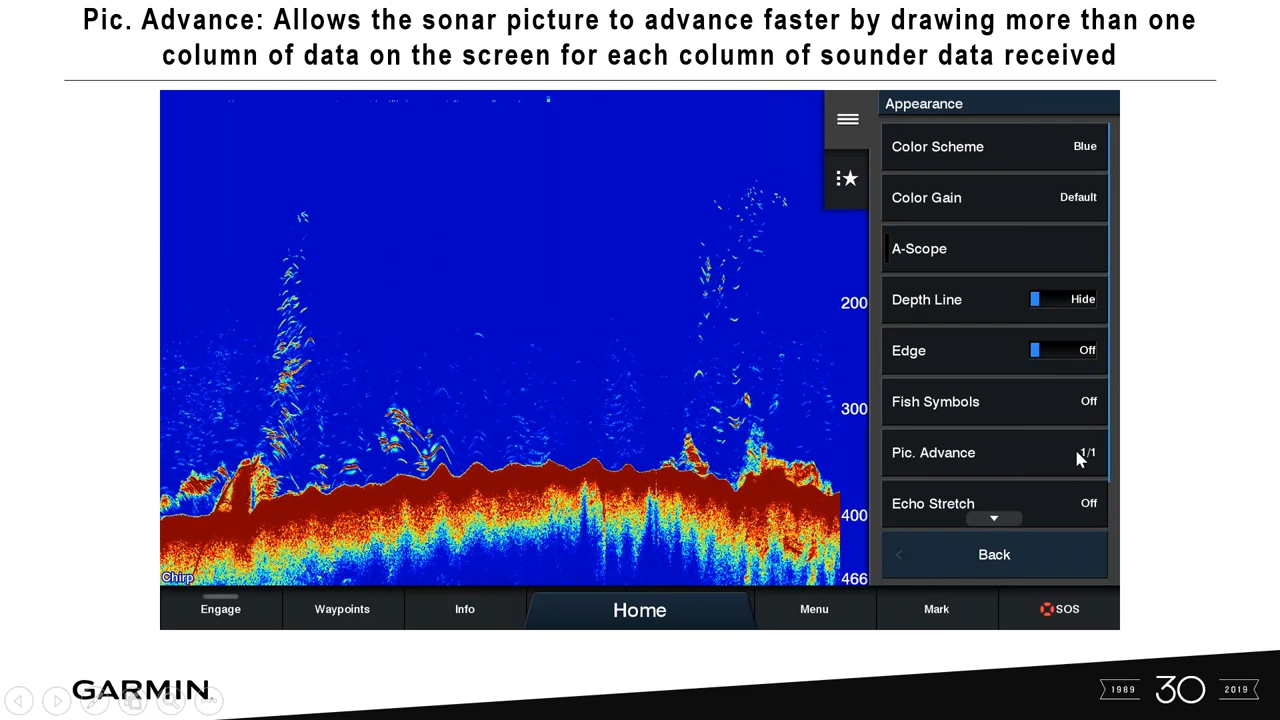 Pic. Advance: Allows the sonar picture to advance faster by drawing more than one
column of data on the screen for each column of sounder data received
Appearance
Color Scheme Blue
Color Gain Default
A-Scope
200
Depth Line Hide
Edge Off
Fish Symbols Off
300
Pic. Advance 1/1
Echo Stretch Off
400
Back
466
Chirp
Engage Waypoints Info Home Menu Mark SOS
GARMIN.
1989 30 2019